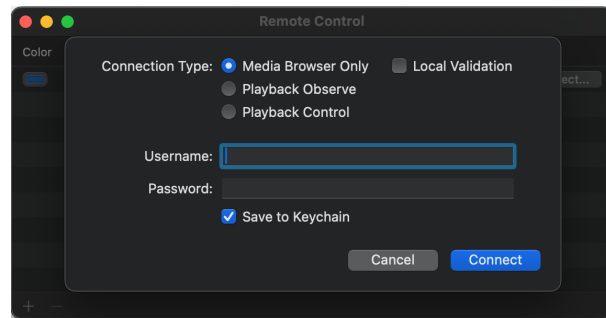 Remote Control
Color
Connection Type: Media Browser Only Local Validation
ect...
Playback Observe
Playback Control
Username:
Password:
Save to Keychain
Cancel Connect